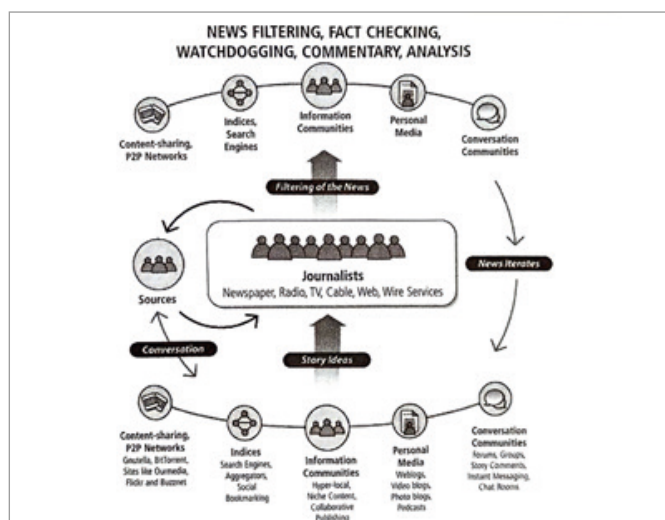 NEWS FILTERING, FACT CHECKING,
WATCHDOGGING, COMMENTARY, ANALYSIS
Content-sharing,
P2P Networks
Indices,
Search
Engines
Information
Communities
Personal
Media
Conversation
Communities
Filtering of the News
Sources
Journalists
Newspaper, Radio, TV, Cable, Web, Wire Services
News Iterates
Conversation
Story Ideas
Content-sharing,
P2P Networks
Gnutella, BitTorrent,
Sites like Ourmedia,
Flickr and Buzznet
Indices
Search Engines,
Aggregators,
Social
Bookmarking
Information
Communities
Hyper-local,
Niche Content,
Collaborative
Publishing
Personal
Media
Weblogs,
Video blogs,
Photo blogs,
Podcasts
Conversation
Communities
Forums, Groups,
Story Comments,
Instant Messaging,
Chat Rooms